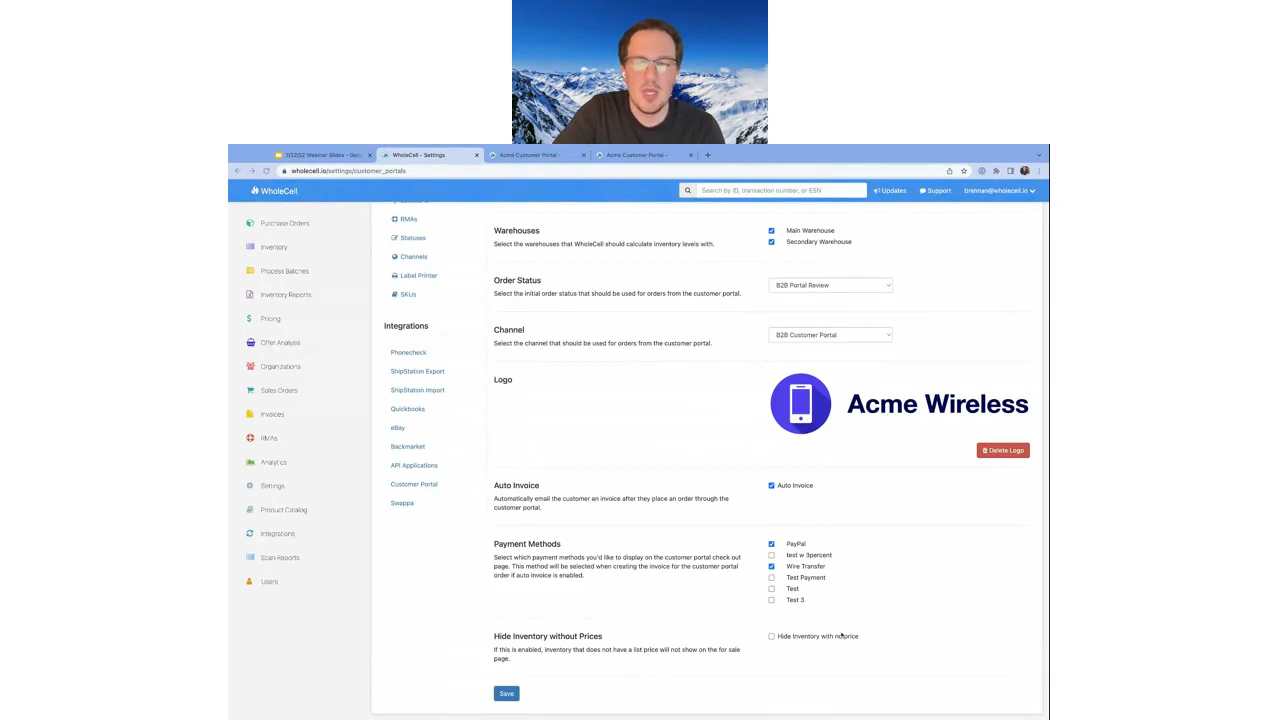 7/22/22 Webinar Slides - Goo
WholeCell - Settings
Acme Customer Portal -
Acme Customer Portal -
wholecell.io/settings/customer_portals
WholeCell
Search by ID, transaction number, or ESN
Updates
Support
brennan@wholecell.io
Purchase Orders
Inventory
Process Batches
Inventory Reports
Pricing
Offer Analysis
Organizations
Sales Orders
Invoices
RMAs
Analytics
Settings
Product Catalog
Integrations
Scan Reports
Users
RMAs
Statuses
Channels
Label Printer
SKUs
Integrations
Phonecheck
ShipStation Export
ShipStation Import
Quickbooks
eBay
Backmarket
API Applications
Customer Portal
Swappa
Warehouses
Select the warehouses that WholeCell should calculate inventory levels with.
Main Warehouse
Secondary Warehouse
Order Status
Select the initial order status that should be used for orders from the customer portal.
B2B Portal Review
Channel
Select the channel that should be used for orders from the customer portal.
B2B Customer Portal
Logo
Acme Wireless
Delete Logo
Auto Invoice
Automatically email the customer an invoice after they place an order through the
customer portal.
Auto Invoice
Payment Methods
Select which payment methods you'd like to display on the customer portal check out
page. This method will be selected when creating the invoice for the customer portal
order if auto invoice is enabled.
PayPal
test w 3percent
Wire Transfer
Test Payment
Test
Test 3
Hide Inventory without Prices
If this is enabled, inventory that does not have a list price will not show on the for sale
page.
Hide Inventory with no price
Save